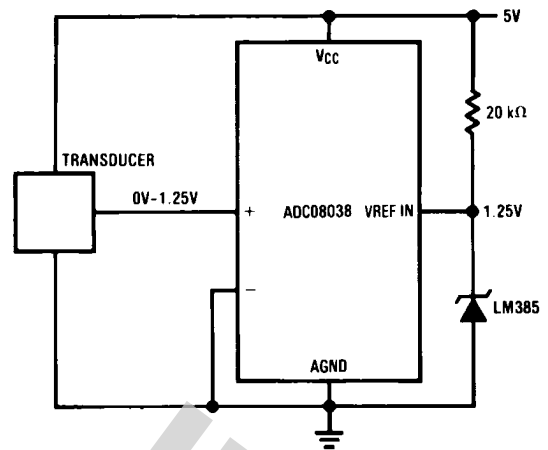 5V
VCC
20 kΩ
TRANSDUCER
0V-1.25V
+
ADC08038
VREF IN
1.25V
−
LM385
AGND